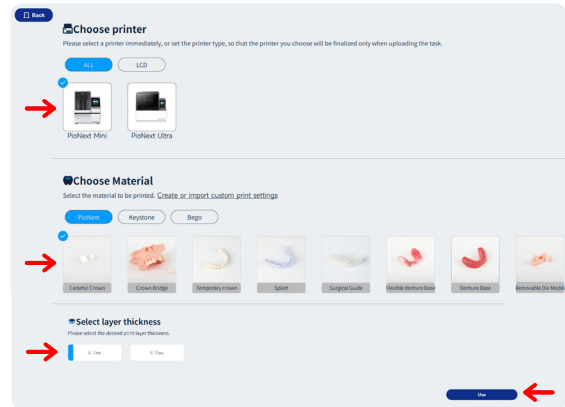 Back
Choose printer
Please select a printer immediately, or set the printer type, so that the printer you choose will be finalized only when uploading the task.
ALL LCD
PioNext Mini PioNext Ultra
Choose Material
Select the material to be printed. Create or import custom print settings
PioNext Keystone Bego
Ceramic Crown Crown Bridge Temporary crown Splint Surgical Guide Flexible denture Base Denture Base Removable Die Model
Select layer thickness
Please select the desired print layer thickness
Use